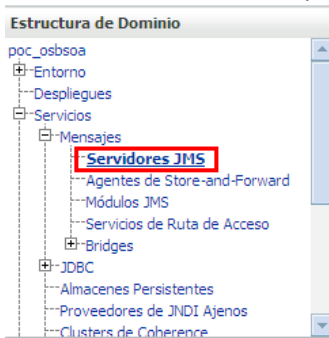 Estructura de Dominio
poc_osbsoa
Entorno
Despliegues
Servicios
Mensajes
Servidores JMS
Agentes de Store-and-Forward
Módulos JMS
Servicios de Ruta de Acceso
Bridges
JDBC
Almacenes Persistentes
Proveedores de JNDI Ajenos
Clusters de Coherence